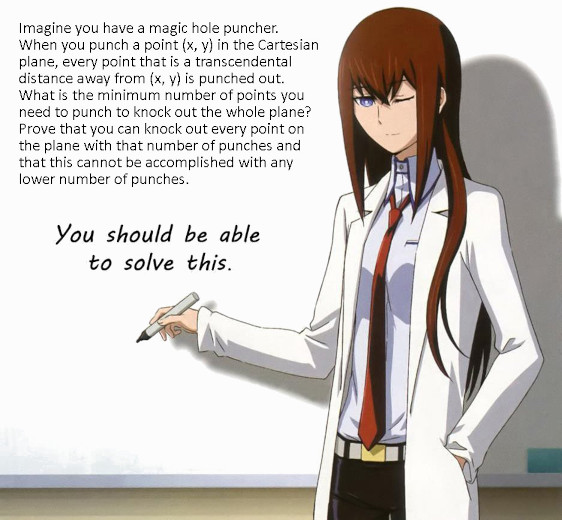 Imagine you have a magic hole puncher.
When you punch a point (x, y) in the Cartesian
plane, every point that is a transcendental
distance away from (x, y) is punched out.
What is the minimum number of points you
need to punch to knock out the whole plane?
Prove that you can knock out every point on
the plane with that number of punches and
that this cannot be accomplished with any
lower number of punches.
You should be able
to solve this.